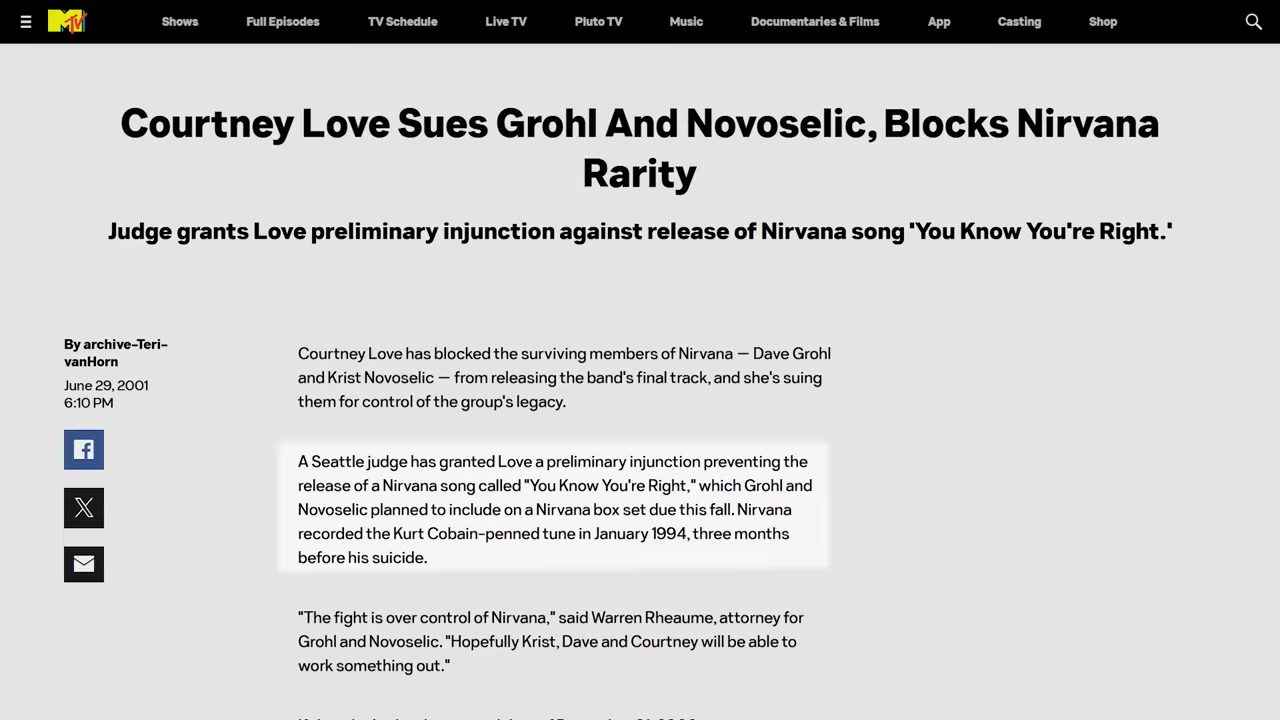 MTV
Shows
Full Episodes
TV Schedule
Live TV
Pluto TV
Music
Documentaries & Films
App
Casting
Shop
Courtney Love Sues Grohl And Novoselic, Blocks Nirvana
Rarity
Judge grants Love preliminary injunction against release of Nirvana song 'You Know You're Right.'
By archive-Teri-
vanHorn
June 29, 2001
6:10 PM
Courtney Love has blocked the surviving members of Nirvana — Dave Grohl
and Krist Novoselic — from releasing the band's final track, and she's suing
them for control of the group's legacy.
A Seattle judge has granted Love a preliminary injunction preventing the
release of a Nirvana song called "You Know You're Right," which Grohl and
Novoselic planned to include on a Nirvana box set due this fall. Nirvana
recorded the Kurt Cobain-penned tune in January 1994, three months
before his suicide.
"The fight is over control of Nirvana," said Warren Rheaume, attorney for
Grohl and Novoselic. "Hopefully Krist, Dave and Courtney will be able to
work something out."